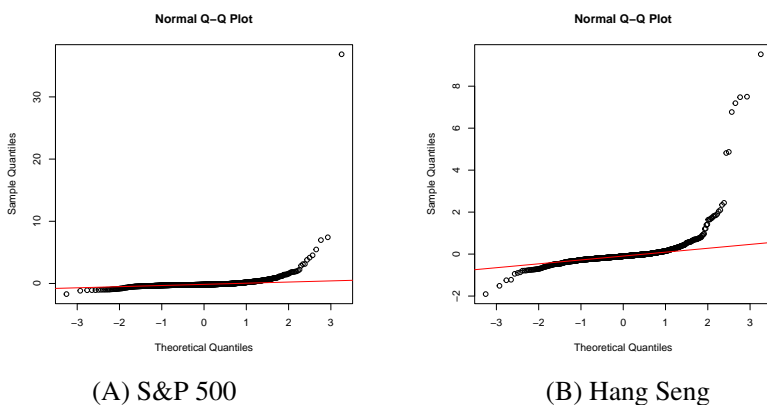 Normal Q−Q Plot
Sample Quantiles
30
20
10
0
−3 −2 −1 0 1 2 3
Theoretical Quantiles
(A) S&P 500
Normal Q−Q Plot
Sample Quantiles
8
6
4
2
0
−2
−3 −2 −1 0 1 2 3
Theoretical Quantiles
(B) Hang Seng